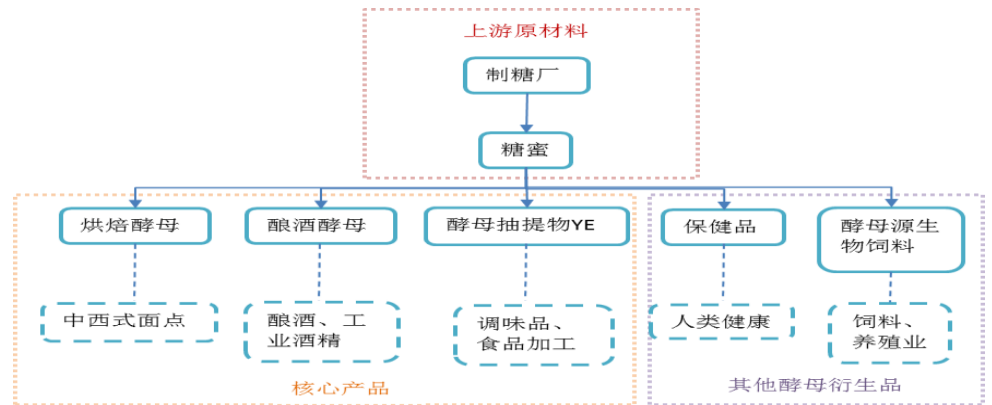 上游原材料
制糖厂
糖蜜
烘焙酵母
酿酒酵母
酵母抽提物YE
保健品
酵母源生
物饲料
中西式面点
酿酒、工
业酒精
调味品、
食品加工
人类健康
饲料、
养殖业
核心产品
其他酵母衍生品